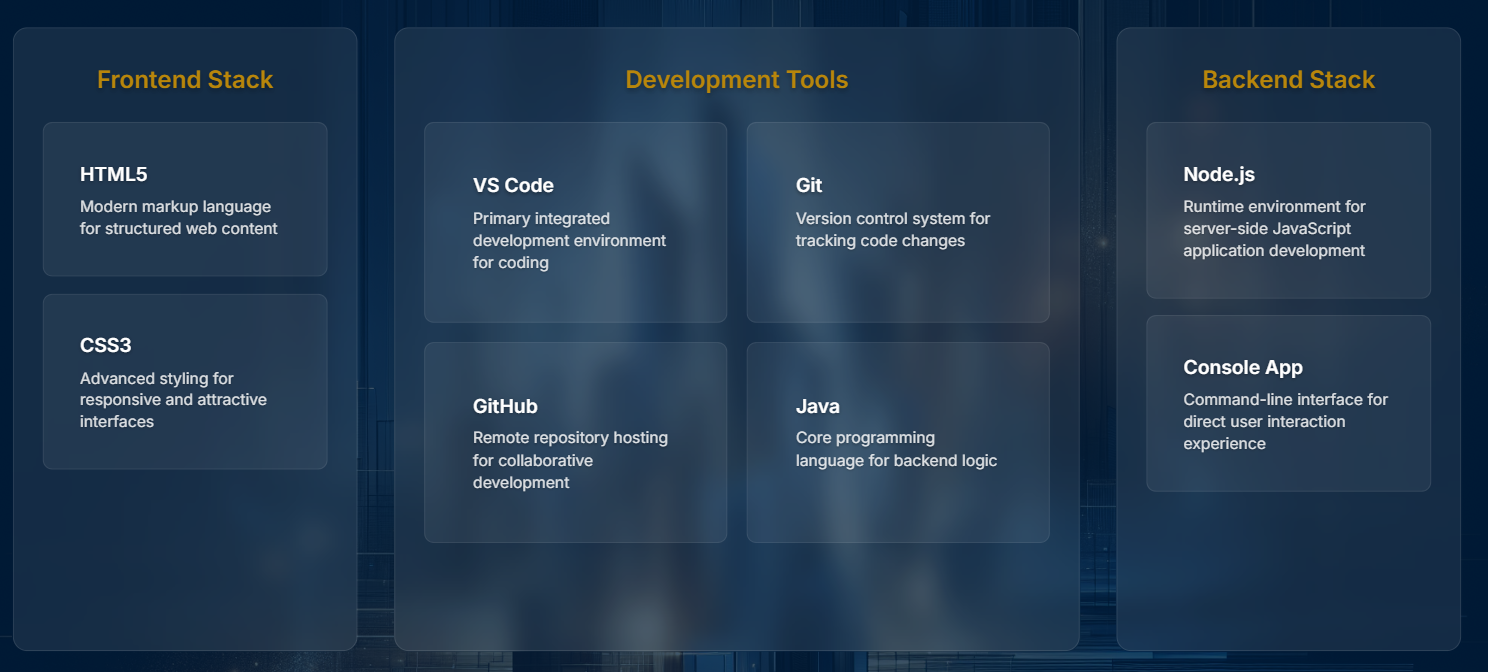 Frontend Stack
HTML5
Modern markup language
for structured web content
CSS3
Advanced styling for
responsive and attractive
interfaces
Development Tools
VS Code
Primary integrated
development environment
for coding
Git
Version control system for
tracking code changes
GitHub
Remote repository hosting
for collaborative
development
Java
Core programming
language for backend logic
Backend Stack
Node.js
Runtime environment for
server-side JavaScript
application development
Console App
Command-line interface for
direct user interaction
experience